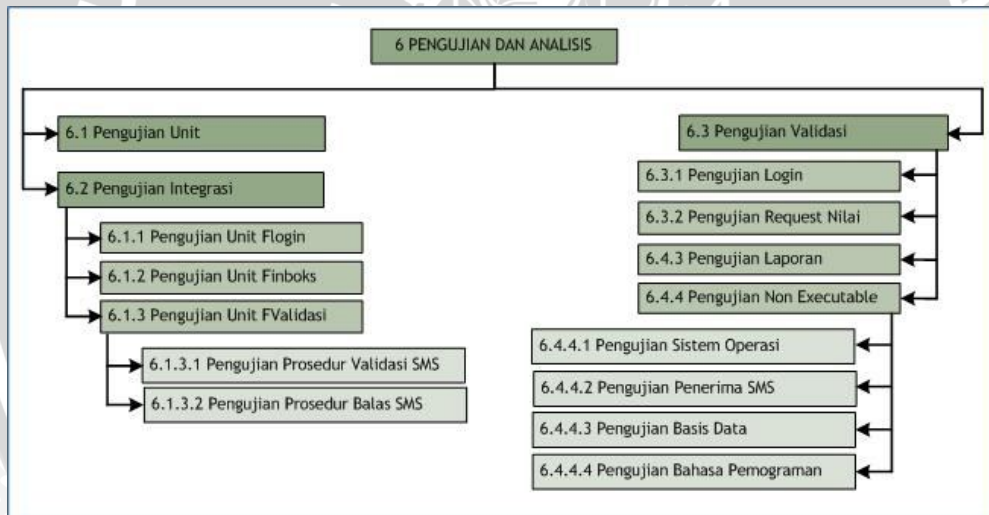 6 PENGUJIAN DAN ANALISIS
6.1 Pengujian Unit
6.2 Pengujian Integrasi
6.1.1 Pengujian Unit Flogin
6.1.2 Pengujian Unit Finboks
6.1.3 Pengujian Unit FValidasi
6.1.3.1 Pengujian Prosedur Validasi SMS
6.1.3.2 Pengujian Prosedur Balas SMS
6.3 Pengujian Validasi
6.3.1 Pengujian Login
6.3.2 Pengujian Request Nilai
6.4.3 Pengujian Laporan
6.4.4 Pengujian Non Executable
6.4.4.1 Pengujian Sistem Operasi
6.4.4.2 Pengujian Penerima SMS
6.4.4.3 Pengujian Basis Data
6.4.4.4 Pengujian Bahasa Pemograman